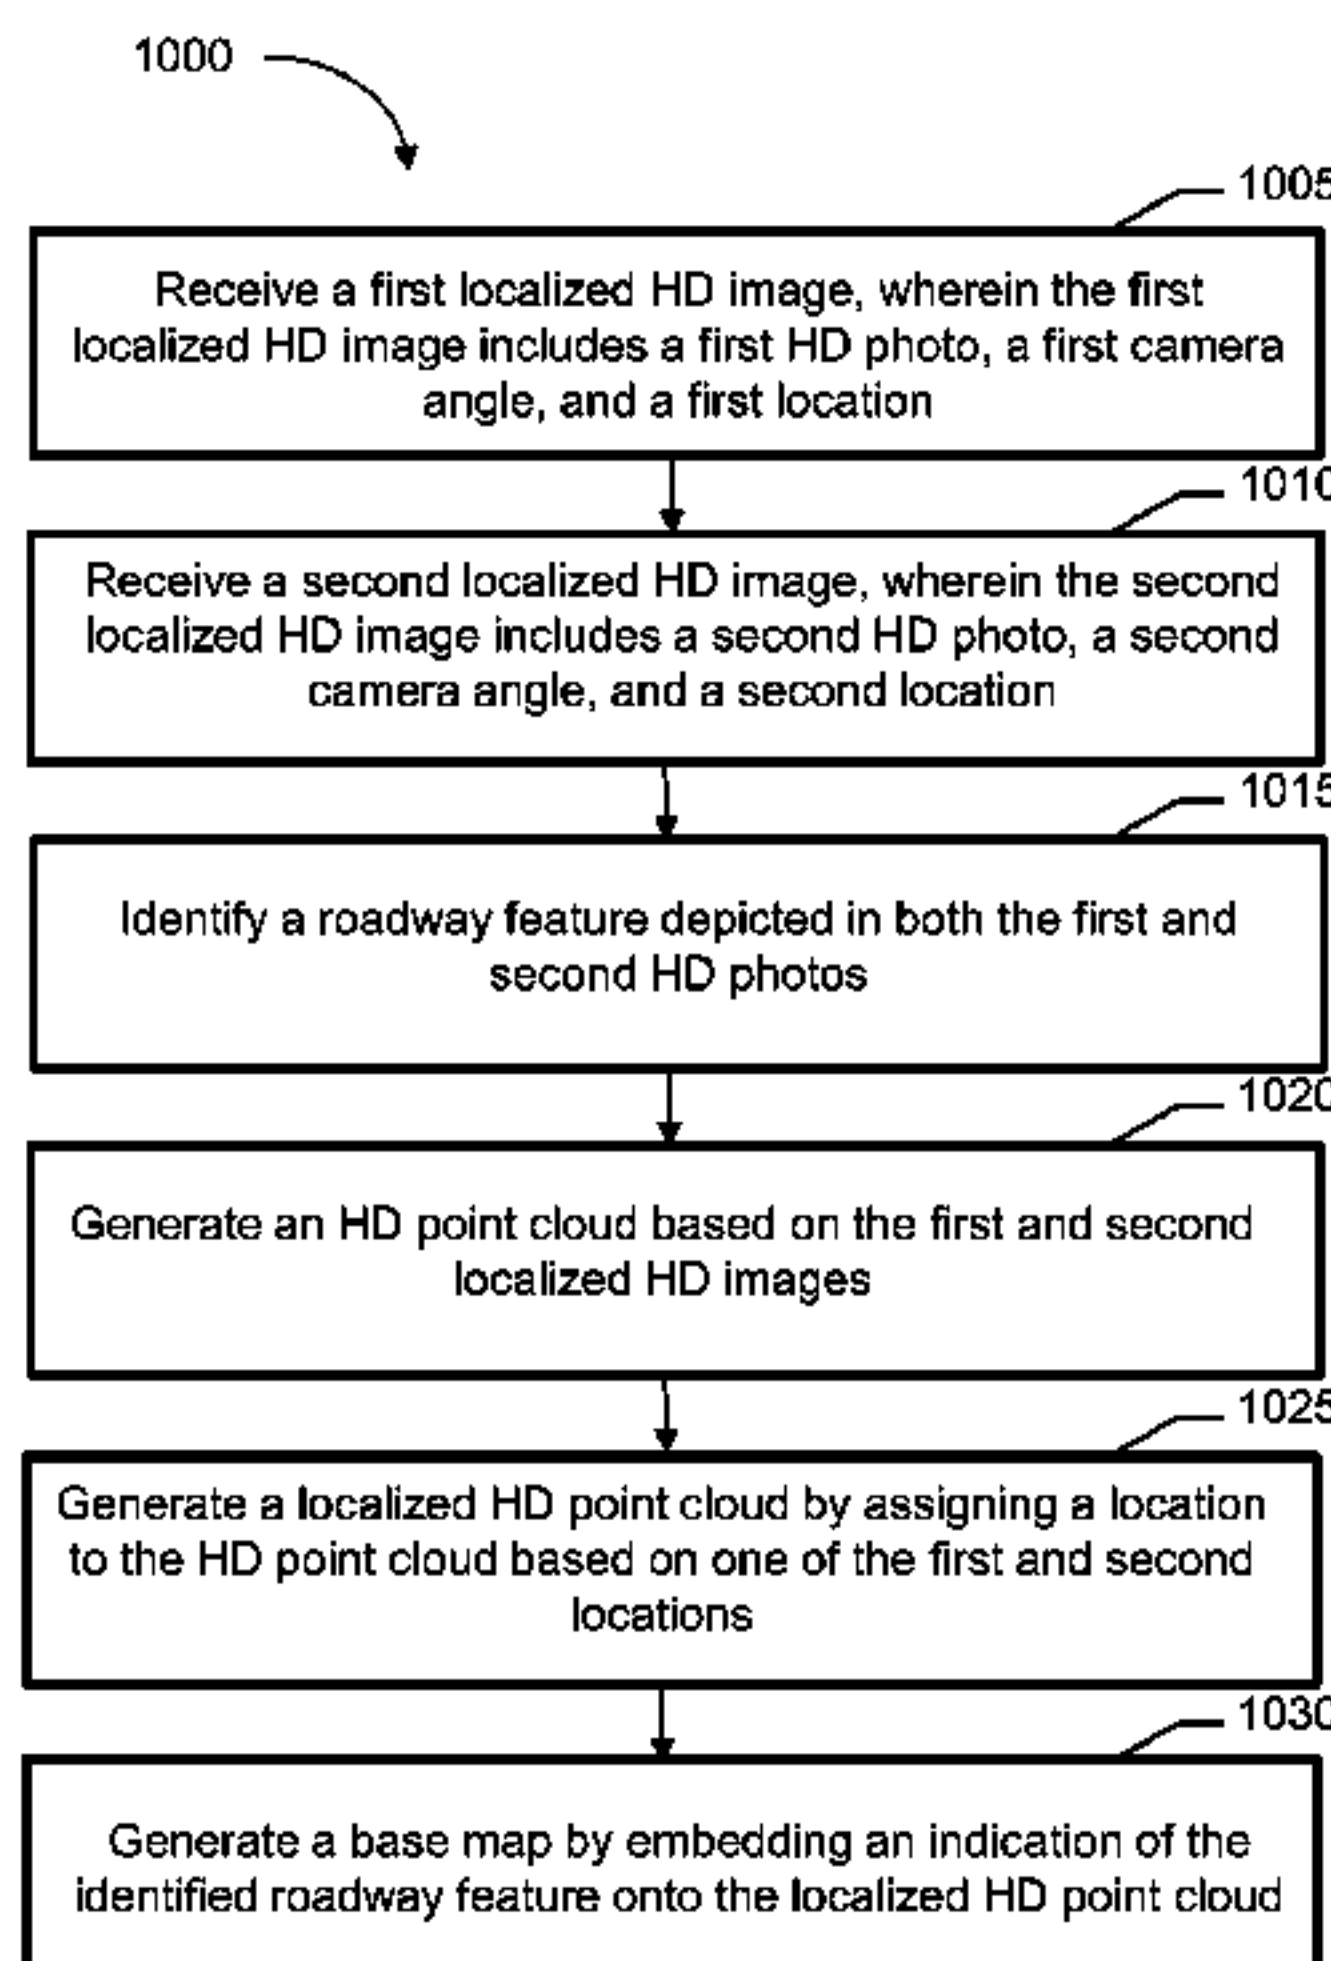 1000
1005
Receive a first localized HD image, wherein the first
localized HD image includes a first HD photo, a first camera
angle, and a first location
1010
Receive a second localized HD image, wherein the second
localized HD image includes a second HD photo, a second
camera angle, and a second location
1015
Identify a roadway feature depicted in both the first and
second HD photos
1020
Generate an HD point cloud based on the first and second
localized HD images
1025
Generate a localized HD point cloud by assigning a location
to the HD point cloud based on one of the first and second
locations
1030
Generate a base map by embedding an indication of the
identified roadway feature onto the localized HD point cloud